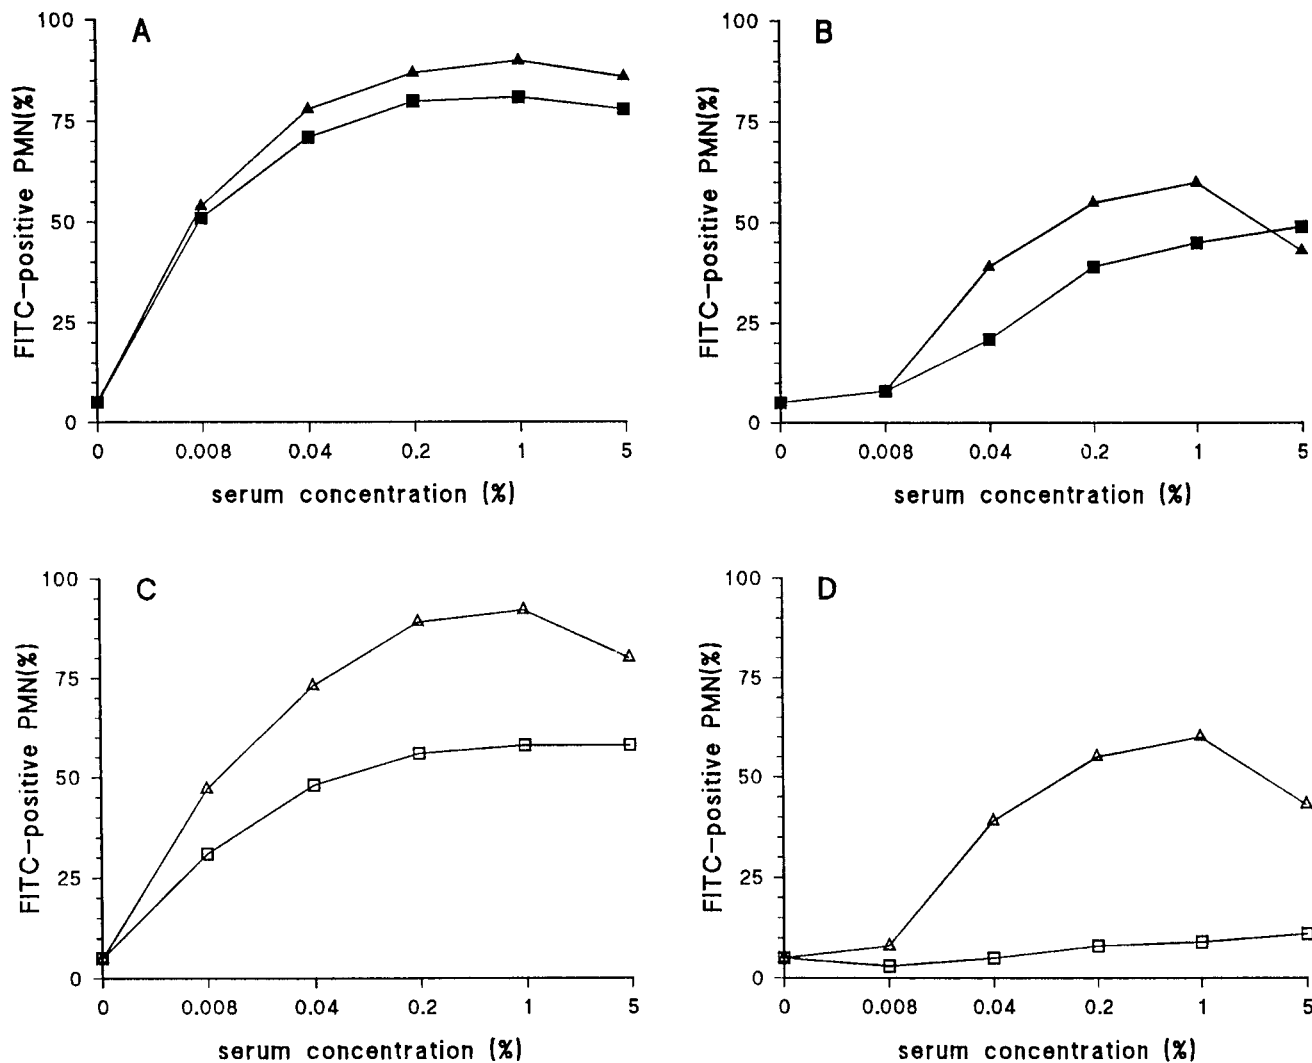 A
100
75
50
25
0
FITC-positive PMN(%)
0 0.008 0.04 0.2 1 5
serum concentration (%)
B
100
75
50
25
0
FITC-positive PMN(%)
0 0.008 0.04 0.2 1 5
serum concentration (%)
C
100
75
50
25
0
FITC-positive PMN(%)
0 0.008 0.04 0.2 1 5
serum concentration (%)
D
100
75
50
25
0
FITC-positive PMN(%)
0 0.008 0.04 0.2 1 5
serum concentration (%)